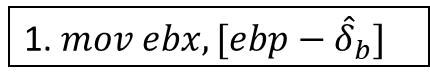 1. mov ebx, [ebp − δ̂_b]